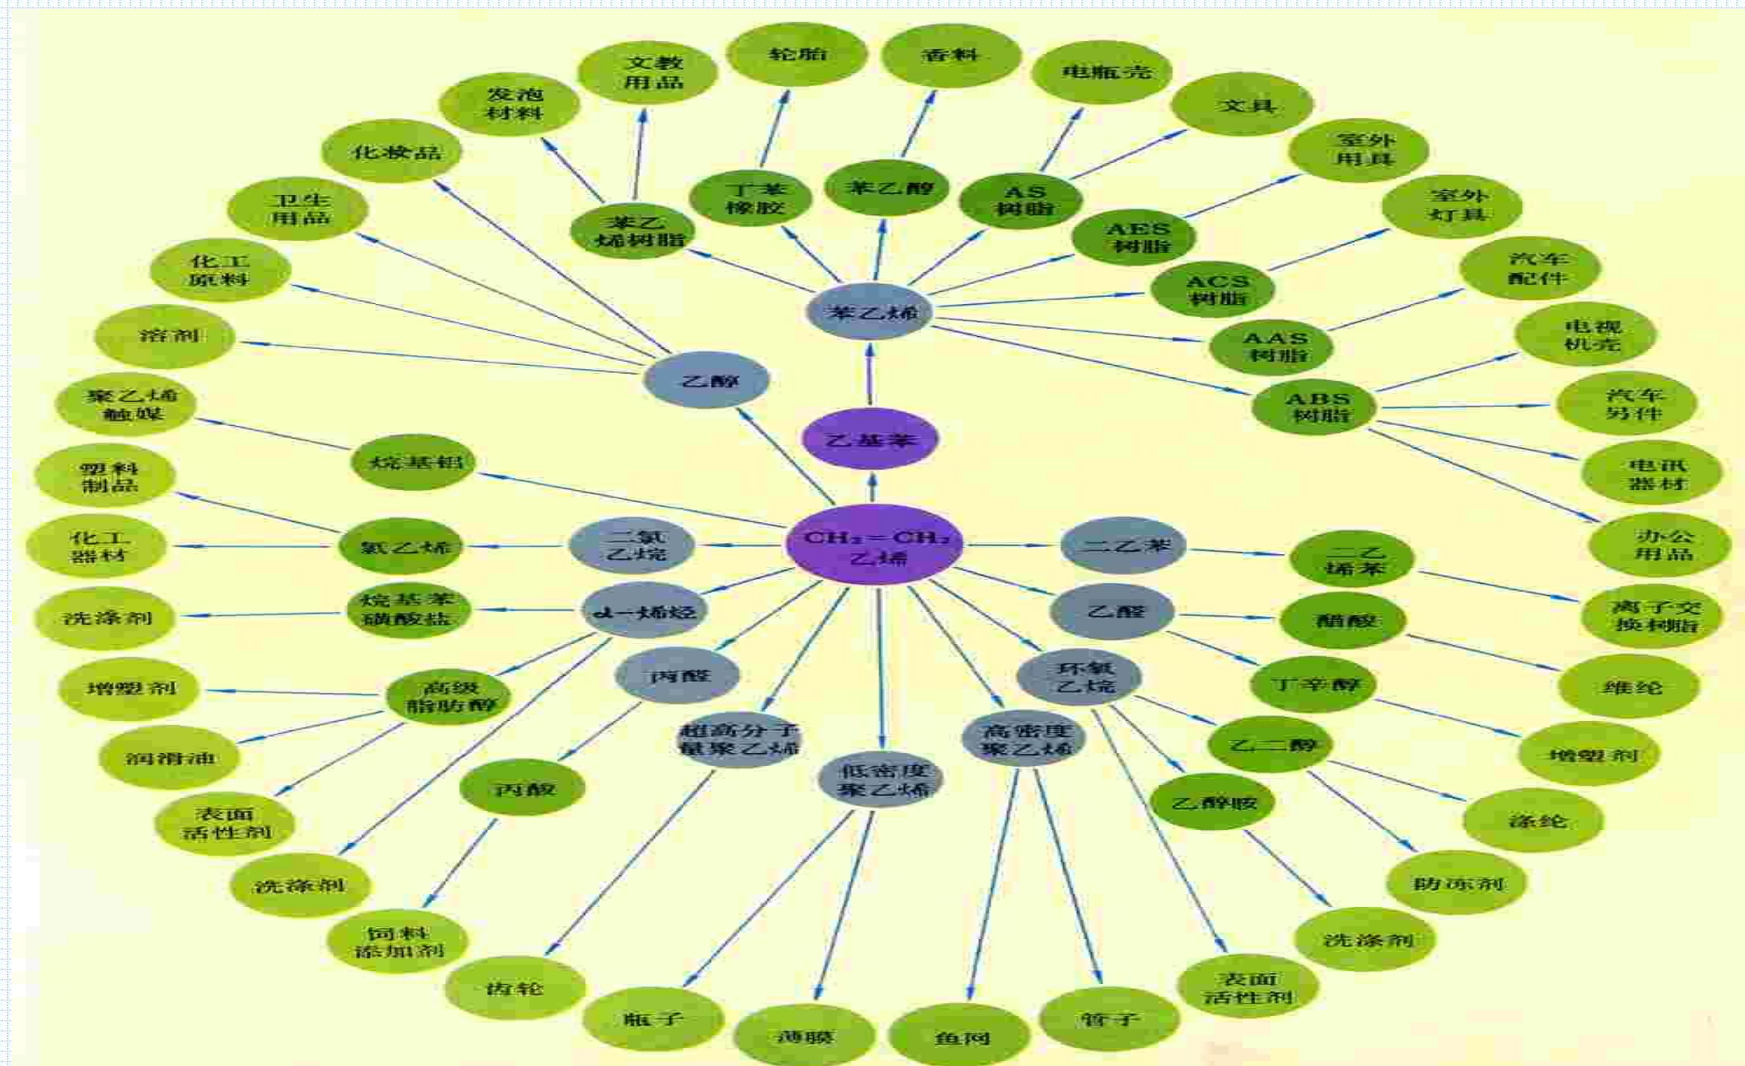 轮胎
香料
文教
用品
电瓶壳
发泡
材料
文具
化妆品
室外
用具
卫生
用品
丁苯
橡胶
苯乙醇
AS
树脂
室外
灯具
苯乙
烯树脂
AES
树脂
化工
原料
ACS
树脂
汽车
配件
苯乙烯
溶剂
AAS
树脂
电视
机壳
乙醇
聚乙烯
触媒
ABS
树脂
汽车
另件
乙基苯
烷基铝
塑料
制品
电讯
器材
化工
器材
氯乙烯
二氯
乙烷
CH₂=CH₂
乙烯
二乙苯
二乙
烯苯
办公
用品
洗涤剂
烷基苯
磺酸盐
α-烯烃
乙醛
醋酸
离子交
换树脂
增塑剂
高级
脂肪醇
丙醛
环氧
乙烷
丁辛醇
维纶
润滑油
超高分子
量聚乙烯
高密度
聚乙烯
乙二醇
增塑剂
丙酸
低密度
聚乙烯
乙醇胺
表面
活性剂
涤纶
洗涤剂
防冻剂
饲料
添加剂
洗涤剂
齿轮
表面
活性剂
瓶子
薄膜
鱼网
管子